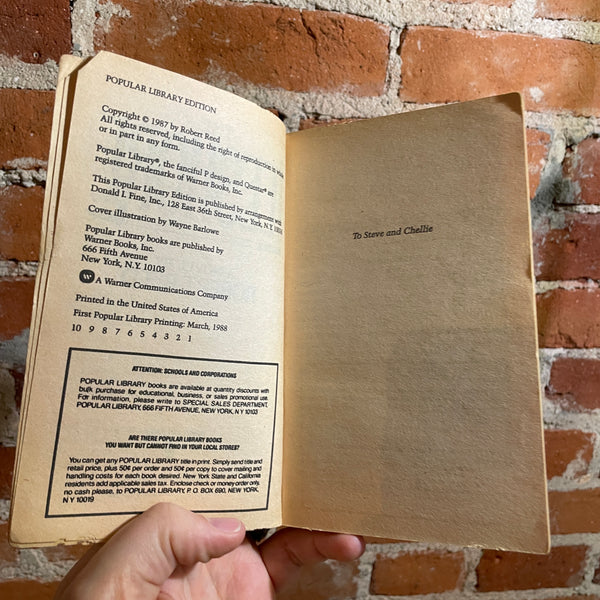 POPULAR LIBRARY EDITION
Copyright © 1987 by Robert Reed
All rights reserved, including the right of reproduction in whole
or in part in any form.
Popular Library®, the fanciful P design, and Questar® are
registered trademarks of Warner Books, Inc.
This Popular Library Edition is published by arrangement with
Donald I. Fine, Inc., 128 East 36th Street, New York, N.Y.
Cover illustration by Wayne Barlowe
Popular Library books are published by
Warner Books, Inc.
666 Fifth Avenue
New York, N.Y. 10103
W A Warner Communications Company
Printed in the United States of America
First Popular Library Printing: March, 1988
10 9 8 7 6 5 4 3 2 1
ATTENTION: SCHOOLS AND CORPORATIONS
POPULAR LIBRARY books are available at quantity discounts with
bulk purchase for educational, business, or sales promotional use.
For information, please write to SPECIAL SALES DEPARTMENT,
POPULAR LIBRARY, 666 FIFTH AVENUE, NEW YORK, N Y 10103
ARE THERE POPULAR LIBRARY BOOKS
YOU WANT BUT CANNOT FIND IN YOUR LOCAL STORES?
You can get any POPULAR LIBRARY title in print. Simply send title and
retail price, plus 50¢ per order and 50¢ per copy to cover mailing and
handling costs for each book desired. New York State and California
residents add applicable sales tax. Enclose check or money order only,
no cash please, to POPULAR LIBRARY, P. O. BOX 690, NEW YORK,
N Y 10019
To Steve and Chellie